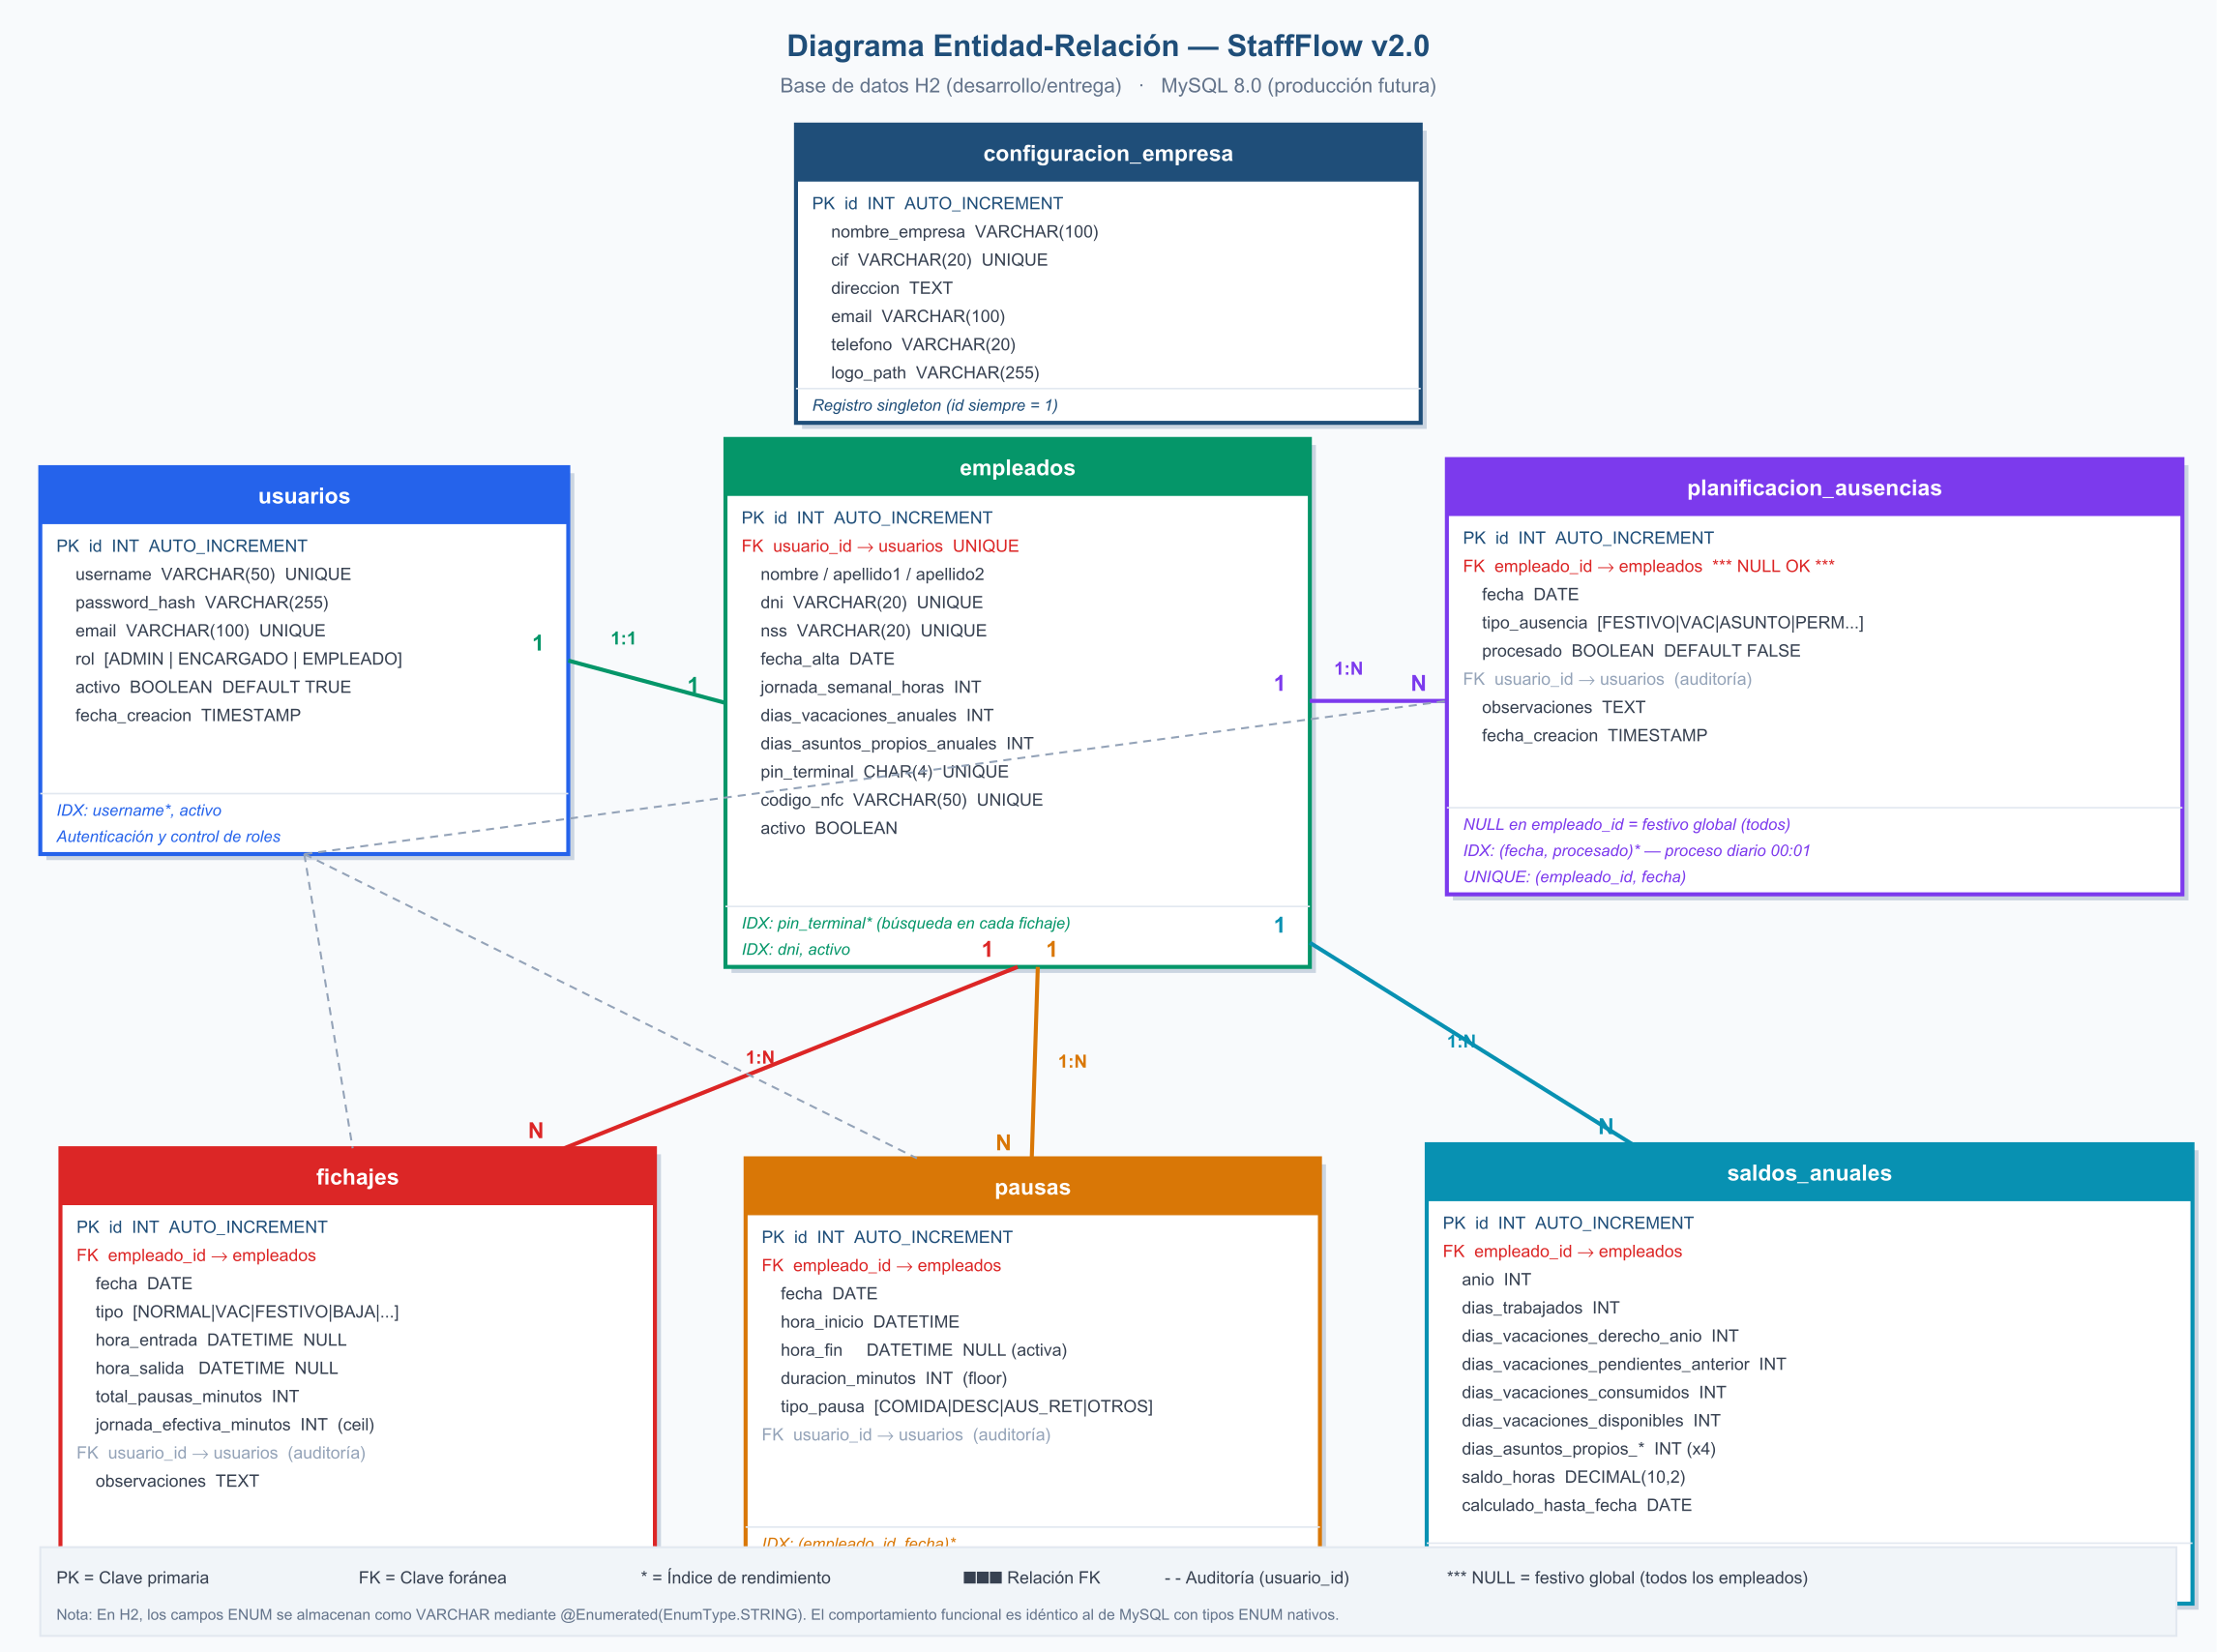 Diagrama Entidad-Relación — StaffFlow v2.0
Base de datos H2 (desarrollo/entrega) · MySQL 8.0 (producción futura)
configuracion_empresa
PK id INT AUTO_INCREMENT
nombre_empresa VARCHAR(100)
cif VARCHAR(20) UNIQUE
direccion TEXT
email VARCHAR(100)
telefono VARCHAR(20)
logo_path VARCHAR(255)
Registro singleton (id siempre = 1)
usuarios
PK id INT AUTO_INCREMENT
username VARCHAR(50) UNIQUE
password_hash VARCHAR(255)
email VARCHAR(100) UNIQUE
rol [ADMIN | ENCARGADO | EMPLEADO]
activo BOOLEAN DEFAULT TRUE
fecha_creacion TIMESTAMP
IDX: username*, activo
Autenticación y control de roles
1
1:1
1
empleados
PK id INT AUTO_INCREMENT
FK usuario_id → usuarios UNIQUE
nombre / apellido1 / apellido2
dni VARCHAR(20) UNIQUE
nss VARCHAR(20) UNIQUE
fecha_alta DATE
jornada_semanal_horas INT
dias_vacaciones_anuales INT
dias_asuntos_propios_anuales INT
pin_terminal CHAR(4) UNIQUE
codigo_nfc VARCHAR(50) UNIQUE
activo BOOLEAN
IDX: pin_terminal* (búsqueda en cada fichaje)
IDX: dni, activo
1
1:N
N
1
1
1
planificacion_ausencias
PK id INT AUTO_INCREMENT
FK empleado_id → empleados *** NULL OK ***
fecha DATE
tipo_ausencia [FESTIVO|VAC|ASUNTO|PERM...]
procesado BOOLEAN DEFAULT FALSE
FK usuario_id → usuarios (auditoría)
observaciones TEXT
fecha_creacion TIMESTAMP
NULL en empleado_id = festivo global (todos)
IDX: (fecha, procesado)* — proceso diario 00:01
UNIQUE: (empleado_id, fecha)
1:N
1:N
1:N
N
N
N
fichajes
PK id INT AUTO_INCREMENT
FK empleado_id → empleados
fecha DATE
tipo [NORMAL|VAC|FESTIVO|BAJA|...]
hora_entrada DATETIME NULL
hora_salida DATETIME NULL
total_pausas_minutos INT
jornada_efectiva_minutos INT (ceil)
FK usuario_id → usuarios (auditoría)
observaciones TEXT
pausas
PK id INT AUTO_INCREMENT
FK empleado_id → empleados
fecha DATE
hora_inicio DATETIME
hora_fin DATETIME NULL (activa)
duracion_minutos INT (floor)
tipo_pausa [COMIDA|DESC|AUS_RET|OTROS]
FK usuario_id → usuarios (auditoría)
IDX: (empleado_id, fecha)*
saldos_anuales
PK id INT AUTO_INCREMENT
FK empleado_id → empleados
anio INT
dias_trabajados INT
dias_vacaciones_derecho_anio INT
dias_vacaciones_pendientes_anterior INT
dias_vacaciones_consumidos INT
dias_vacaciones_disponibles INT
dias_asuntos_propios_* INT (x4)
saldo_horas DECIMAL(10,2)
calculado_hasta_fecha DATE
PK = Clave primaria
FK = Clave foránea
* = Índice de rendimiento
■■■ Relación FK
- - Auditoría (usuario_id)
*** NULL = festivo global (todos los empleados)
Nota: En H2, los campos ENUM se almacenan como VARCHAR mediante @Enumerated(EnumType.STRING). El comportamiento funcional es idéntico al de MySQL con tipos ENUM nativos.